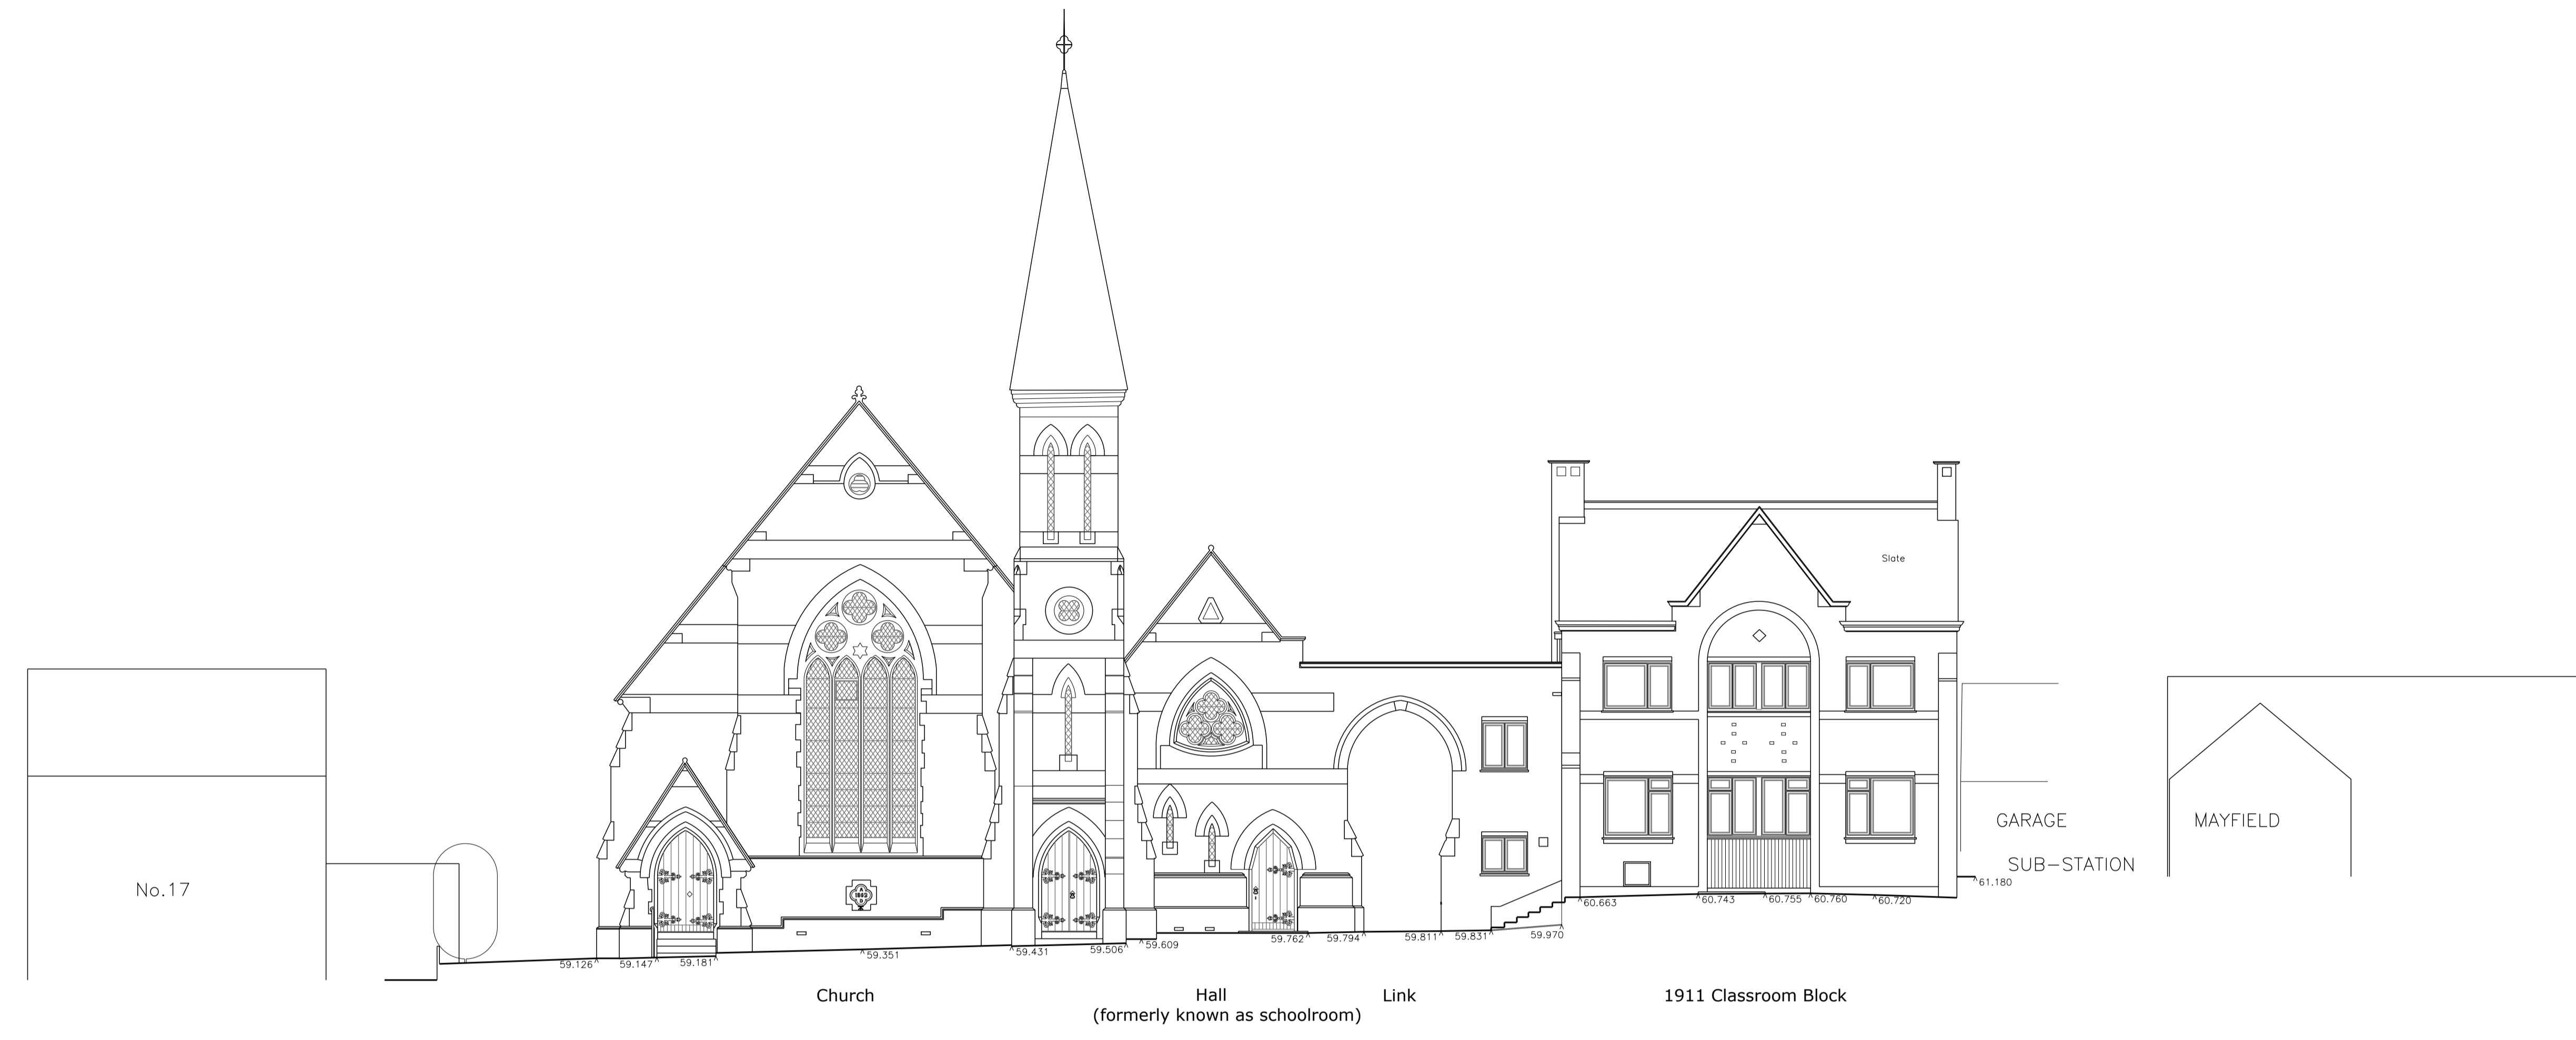 Slate
No.17
GARAGE
MAYFIELD
SUB-STATION
A
1862
D
59.126
59.147
59.181
59.351
59.431
59.506
59.609
59.762
59.794
59.811
59.831
59.970
60.663
60.743
60.755
60.760
60.720
61.180
Church
Hall
(formerly known as schoolroom)
Link
1911 Classroom Block